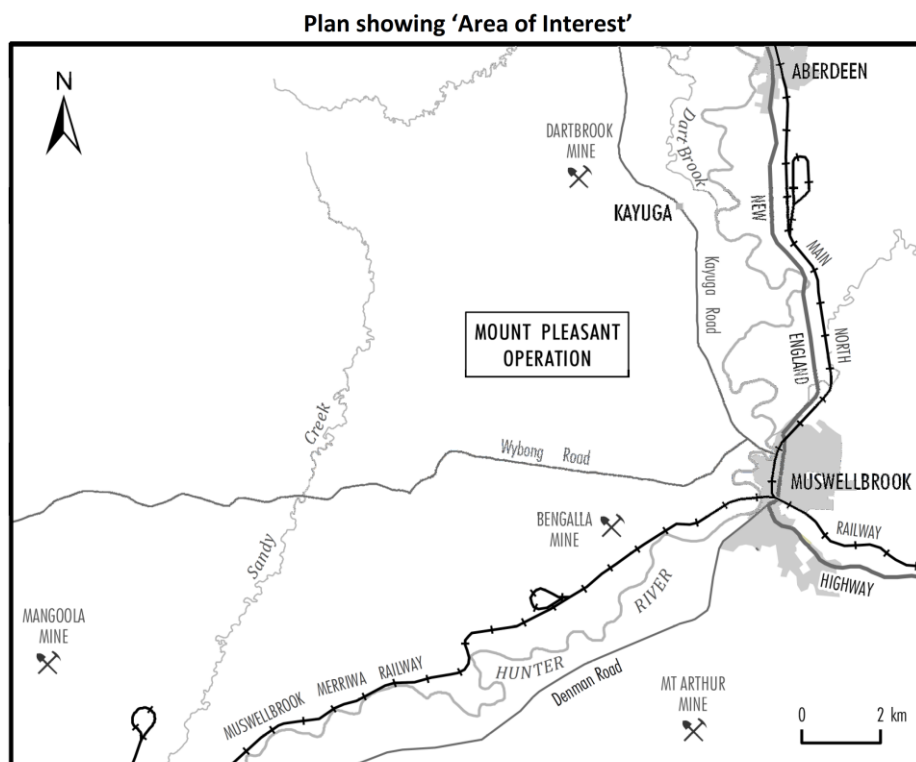 Plan showing ‘Area of Interest’
N
ABERDEEN
DARTBROOK
MINE
Dart Brook
KAYUGA
NEW
MAIN
Kayuga Road
MOUNT PLEASANT
OPERATION
ENGLAND
NORTH
Sandy Creek
Wybong Road
MUSWELLBROOK
BENGALLA
MINE
RAILWAY
HIGHWAY
MANGOOLA
MINE
HUNTER RIVER
MUSWELLBROOK MERRIWA RAILWAY
Denman Road
MT ARTHUR
MINE
0 2 km